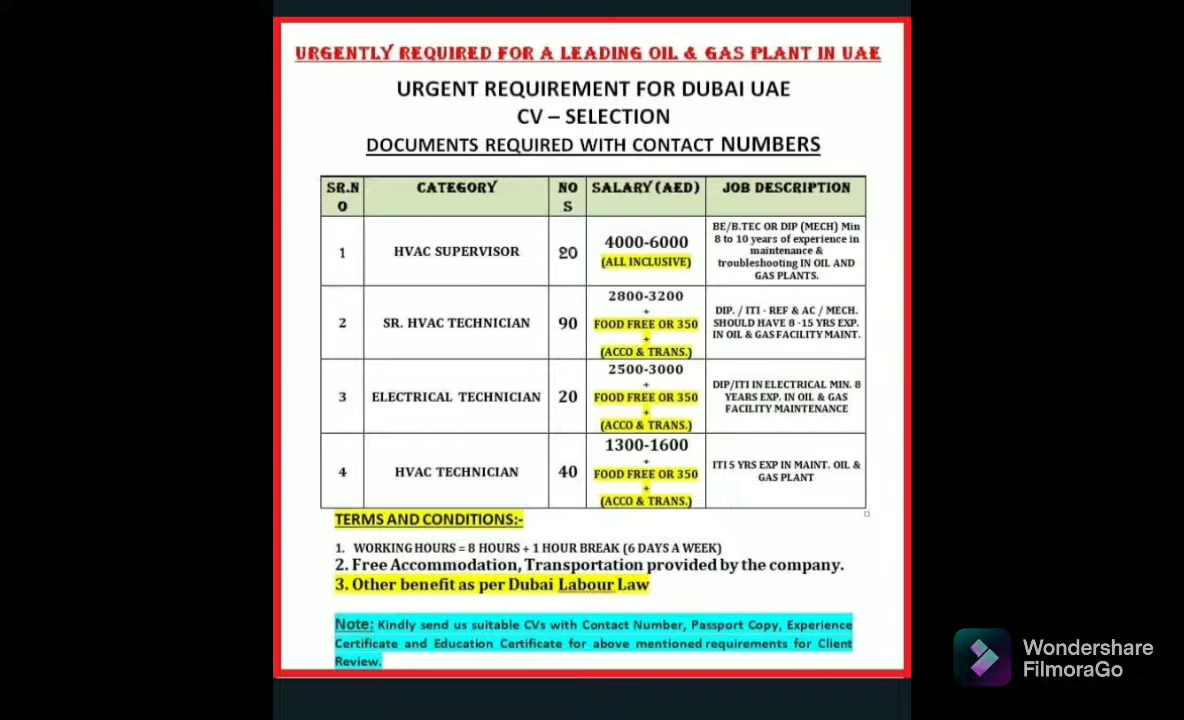 URGENTLY REQUIRED FOR A LEADING OIL & GAS PLANT IN UAE
URGENT REQUIREMENT FOR DUBAI UAE
CV – SELECTION
DOCUMENTS REQUIRED WITH CONTACT NUMBERS
SR.N
O
CATEGORY
NO
S
SALARY (AED)
JOB DESCRIPTION
1
HVAC SUPERVISOR
20
4000-6000
(ALL INCLUSIVE)
BE/B.TEC OR DIP (MECH) Min
8 to 10 years of experience in
maintenance &
troubleshooting IN OIL AND
GAS PLANTS.
2
SR. HVAC TECHNICIAN
90
2800-3200
+
FOOD FREE OR 350
+
(ACCO & TRANS.)
DIP. / ITI - REF & AC / MECH.
SHOULD HAVE 8 -15 YRS EXP.
IN OIL & GAS FACILITY MAINT.
3
ELECTRICAL TECHNICIAN
20
2500-3000
+
FOOD FREE OR 350
+
(ACCO & TRANS.)
DIP/ITI IN ELECTRICAL MIN. 8
YEARS EXP. IN OIL & GAS
FACILITY MAINTENANCE
4
HVAC TECHNICIAN
40
1300-1600
+
FOOD FREE OR 350
+
(ACCO & TRANS.)
ITI 5 YRS EXP IN MAINT. OIL &
GAS PLANT
TERMS AND CONDITIONS:-
1. WORKING HOURS = 8 HOURS + 1 HOUR BREAK (6 DAYS A WEEK)
2. Free Accommodation, Transportation provided by the company.
3. Other benefit as per Dubai Labour Law
Note: Kindly send us suitable CVs with Contact Number, Passport Copy, Experience
Certificate and Education Certificate for above mentioned requirements for Client
Review.
Wondershare
FilmoraGo